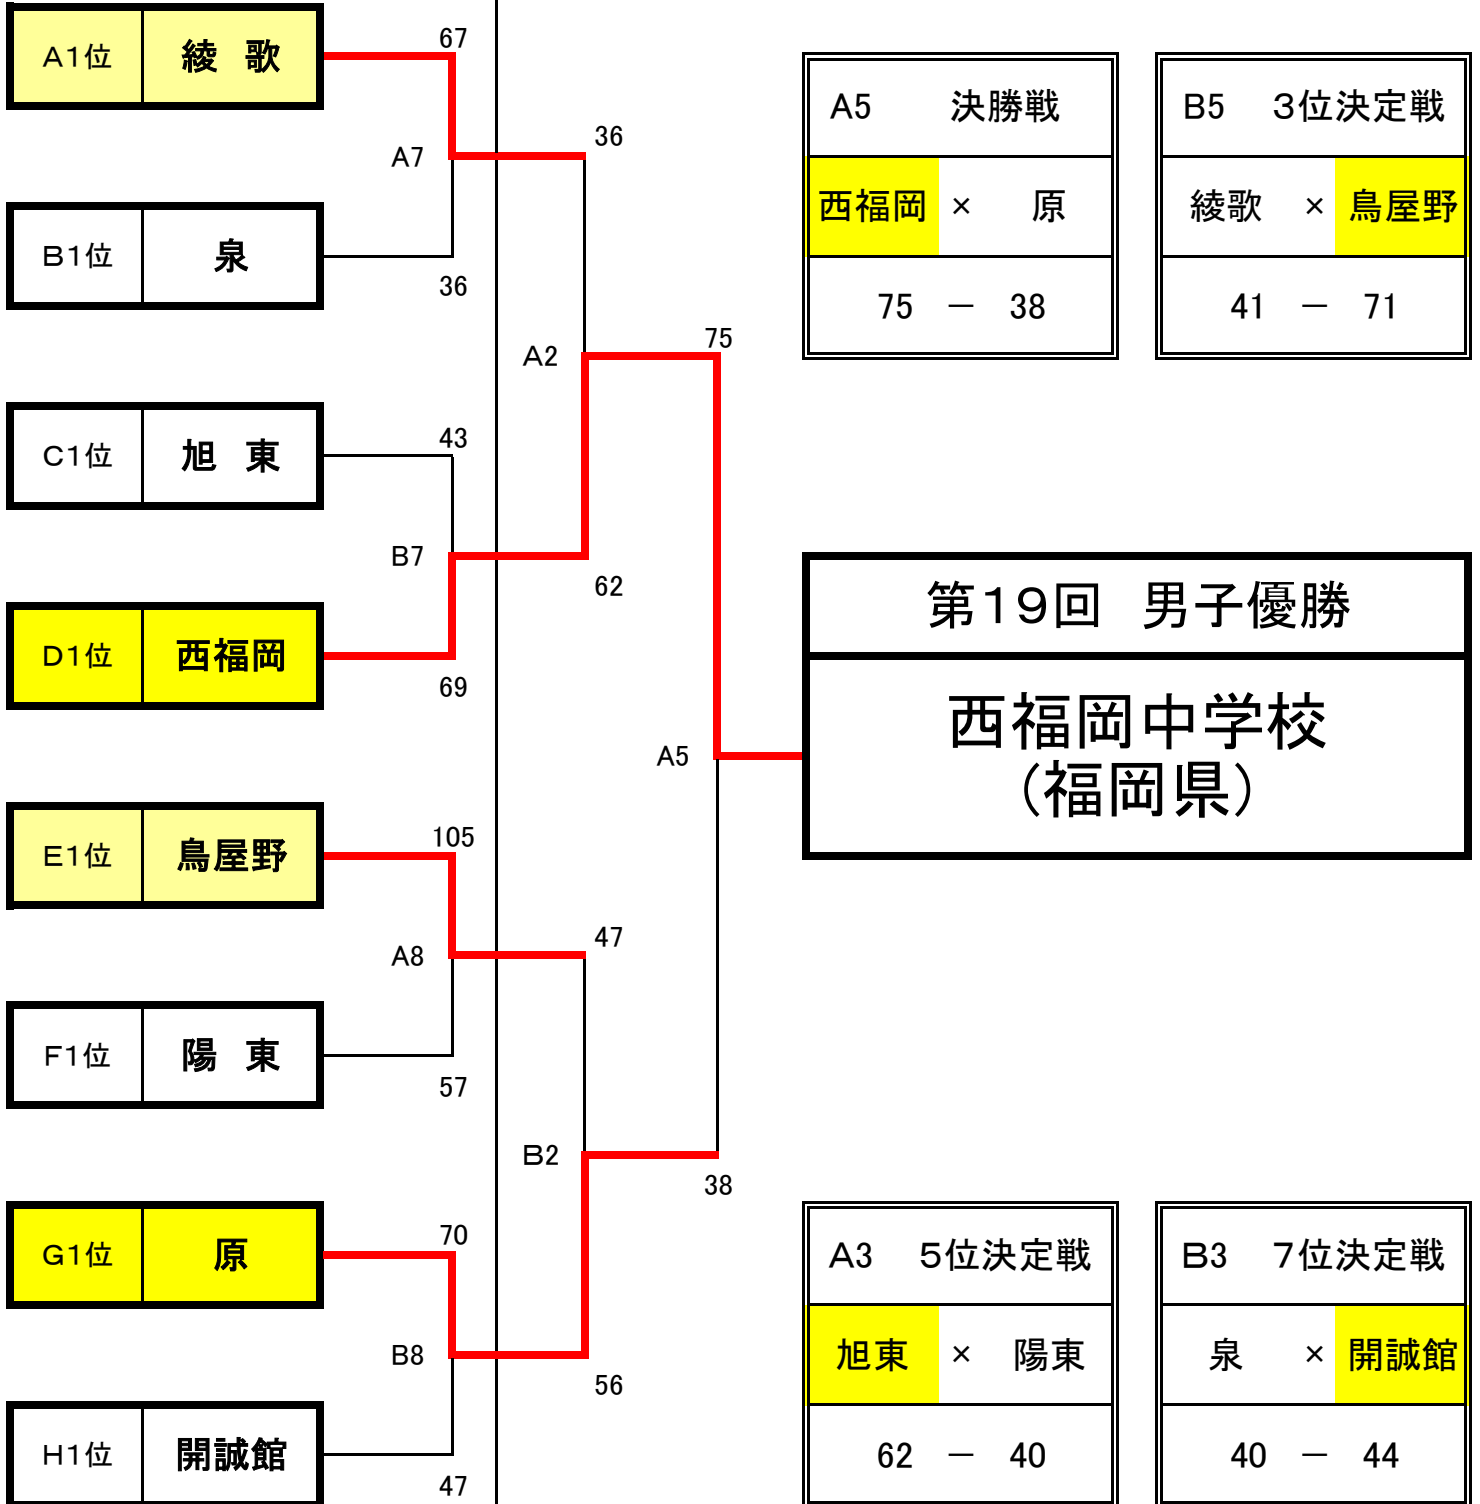 A1位 綾 歌
67
A7
36
B1位 泉
36
A2
75
C1位 旭 東
43
B7
62
D1位 西福岡
69
A5
E1位 鳥屋野
105
A8
47
F1位 陽 東
57
B2
38
G1位 原
70
B8
56
H1位 開誠館
47
A5 決勝戦
西福岡 × 原
75 － 38
B5 3位決定戦
綾歌 × 鳥屋野
41 － 71
第19回 男子優勝
西福岡中学校
（福岡県）
A3 5位決定戦
旭東 × 陽東
62 － 40
B3 7位決定戦
泉 × 開誠館
40 － 44